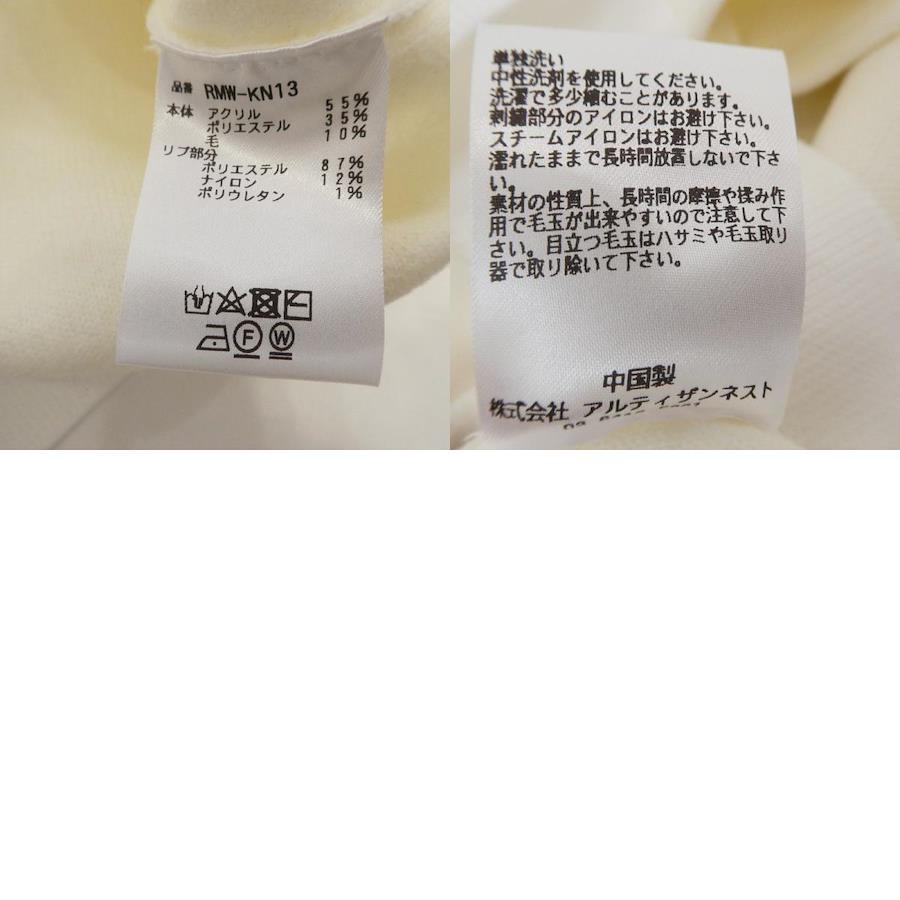 品番 RMW-KN13
本体 アクリル 55%
ポリエステル 35%
毛 10%
リブ部分
ポリエステル 87%
ナイロン 12%
ポリウレタン 1%
F W
単独洗い
中性洗剤を使用してください。
洗濯で多少縮むことがあります。
刺繍部分のアイロンはお避け下さい。
スチームアイロンはお避け下さい。
濡れたままで長時間放置しないで下さ
い。
素材の性質上、長時間の摩擦や揉み作
用で毛玉が出来やすいので注意して下
さい。目立つ毛玉はハサミや毛玉取り
器で取り除いて下さい。
中国製
株式会社 アルティザンネスト